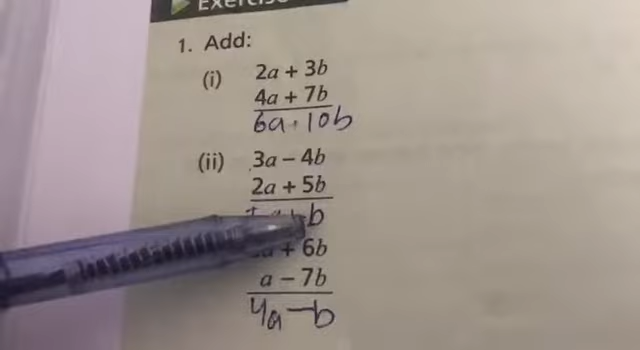 1. Add:
(i) 2a + 3b
4a + 7b
6a+10b
(ii) 3a – 4b
2a + 5b
b
+ 6b
a – 7b
4a – b